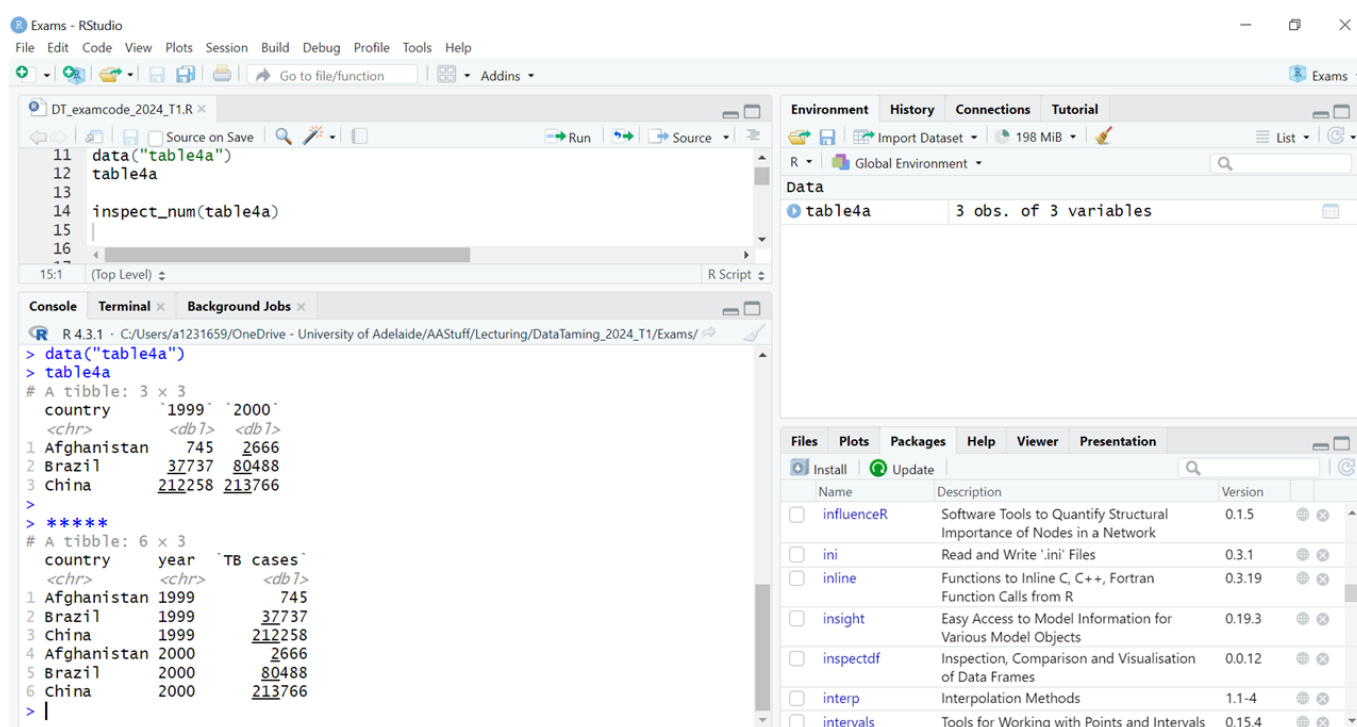 Exams - RStudio
File Edit Code View Plots Session Build Debug Profile Tools Help
Go to file/function
Addins
Exams
DT_examcode_2024_T1.R
Source on Save
Run
Source
11 data("table4a")
12 table4a
13
14 inspect_num(table4a)
15
16
15:1 (Top Level)
R Script
Console Terminal Background Jobs
R 4.3.1 · C:/Users/a1231659/OneDrive - University of Adelaide/AAStuff/Lecturing/DataTaming_2024_T1/Exams/
> data("table4a")
> table4a
# A tibble: 3 × 3
country `1999` `2000`
<chr> <dbl> <dbl>
1 Afghanistan 745 2666
2 Brazil 37737 80488
3 China 212258 213766
>
> *****
# A tibble: 6 × 3
country year `TB cases`
<chr> <chr> <dbl>
1 Afghanistan 1999 745
2 Brazil 1999 37737
3 China 1999 212258
4 Afghanistan 2000 2666
5 Brazil 2000 80488
6 China 2000 213766
>
Environment History Connections Tutorial
Import Dataset 198 MiB List
R Global Environment
Data
table4a 3 obs. of 3 variables
Files Plots Packages Help Viewer Presentation
Install Update
Name Description Version
influenceR Software Tools to Quantify Structural 0.1.5
Importance of Nodes in a Network
ini Read and Write '.ini' Files 0.3.1
inline Functions to Inline C, C++, Fortran 0.3.19
Function Calls from R
insight Easy Access to Model Information for 0.19.3
Various Model Objects
inspectdf Inspection, Comparison and Visualisation 0.0.12
of Data Frames
interp Interpolation Methods 1.1-4
intervals Tools for Working with Points and Intervals 0.15.4